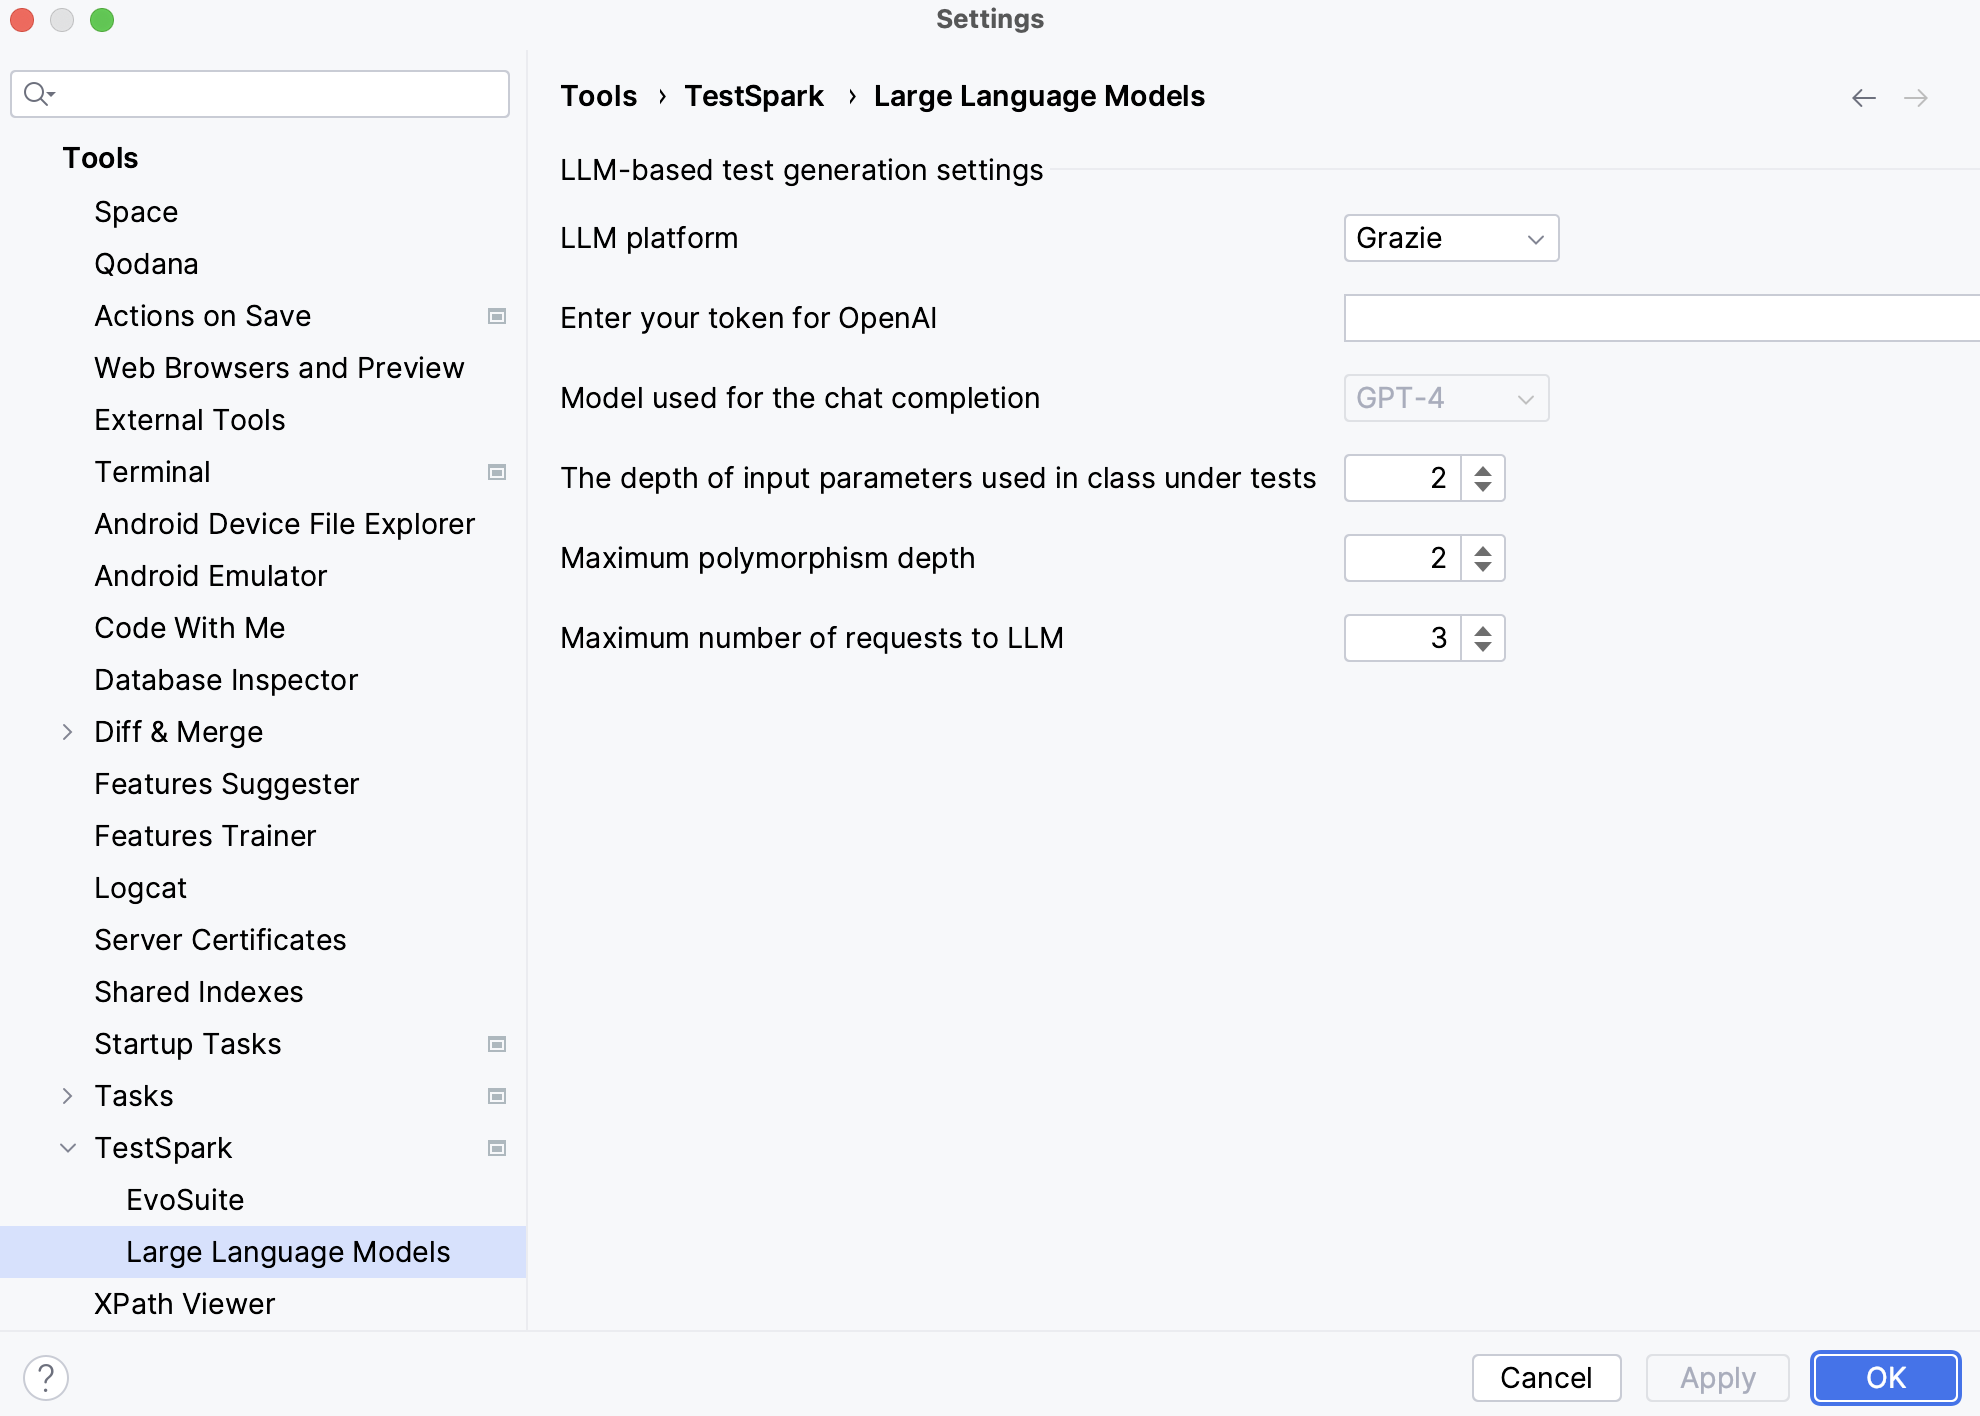 Settings
Tools
Space
Qodana
Actions on Save
Web Browsers and Preview
External Tools
Terminal
Android Device File Explorer
Android Emulator
Code With Me
Database Inspector
Diff & Merge
Features Suggester
Features Trainer
Logcat
Server Certificates
Shared Indexes
Startup Tasks
Tasks
TestSpark
EvoSuite
Large Language Models
XPath Viewer
Tools › TestSpark › Large Language Models
LLM-based test generation settings
LLM platform Grazie
Enter your token for OpenAI
Model used for the chat completion GPT-4
The depth of input parameters used in class under tests 2
Maximum polymorphism depth 2
Maximum number of requests to LLM 3
?
Cancel Apply OK